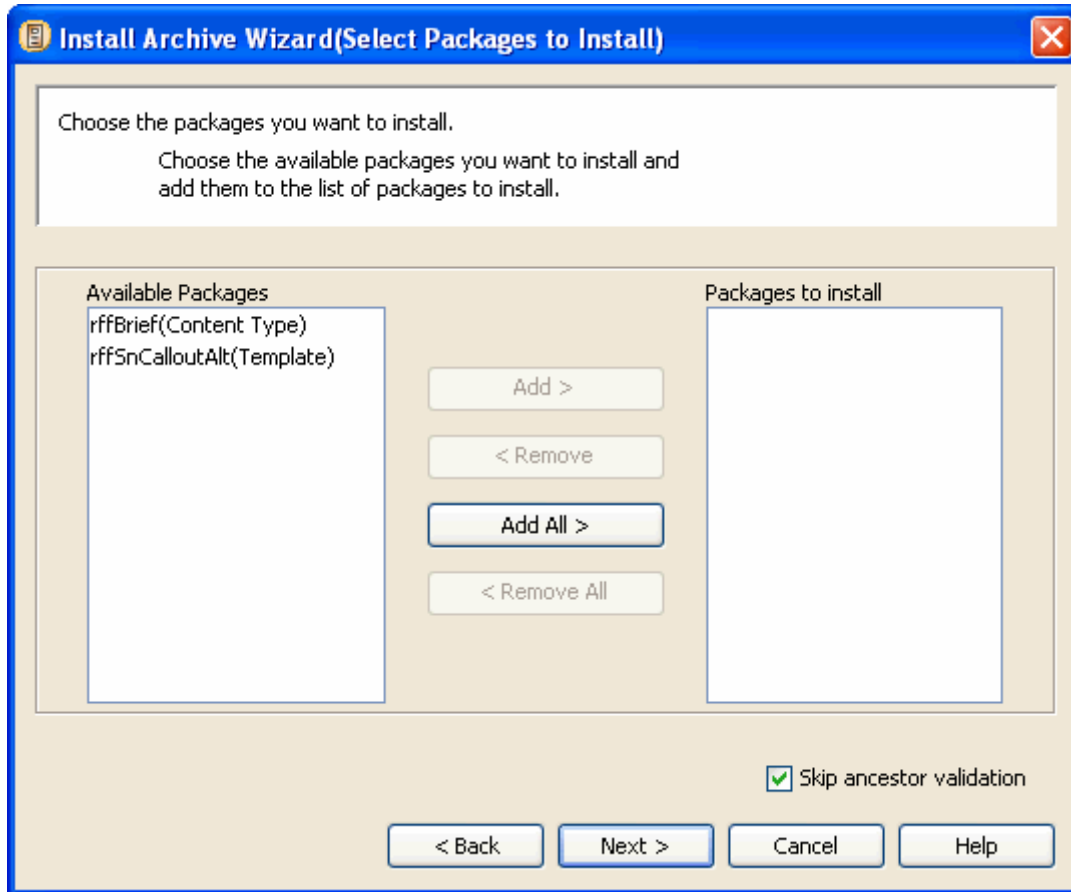 Install Archive Wizard(Select Packages to Install)
Choose the packages you want to install.
Choose the available packages you want to install and
add them to the list of packages to install.
Available Packages
Packages to install
rffBrief(Content Type)
rffSnCalloutAlt(Template)
Add >
< Remove
Add All >
< Remove All
Skip ancestor validation
< Back
Next >
Cancel
Help